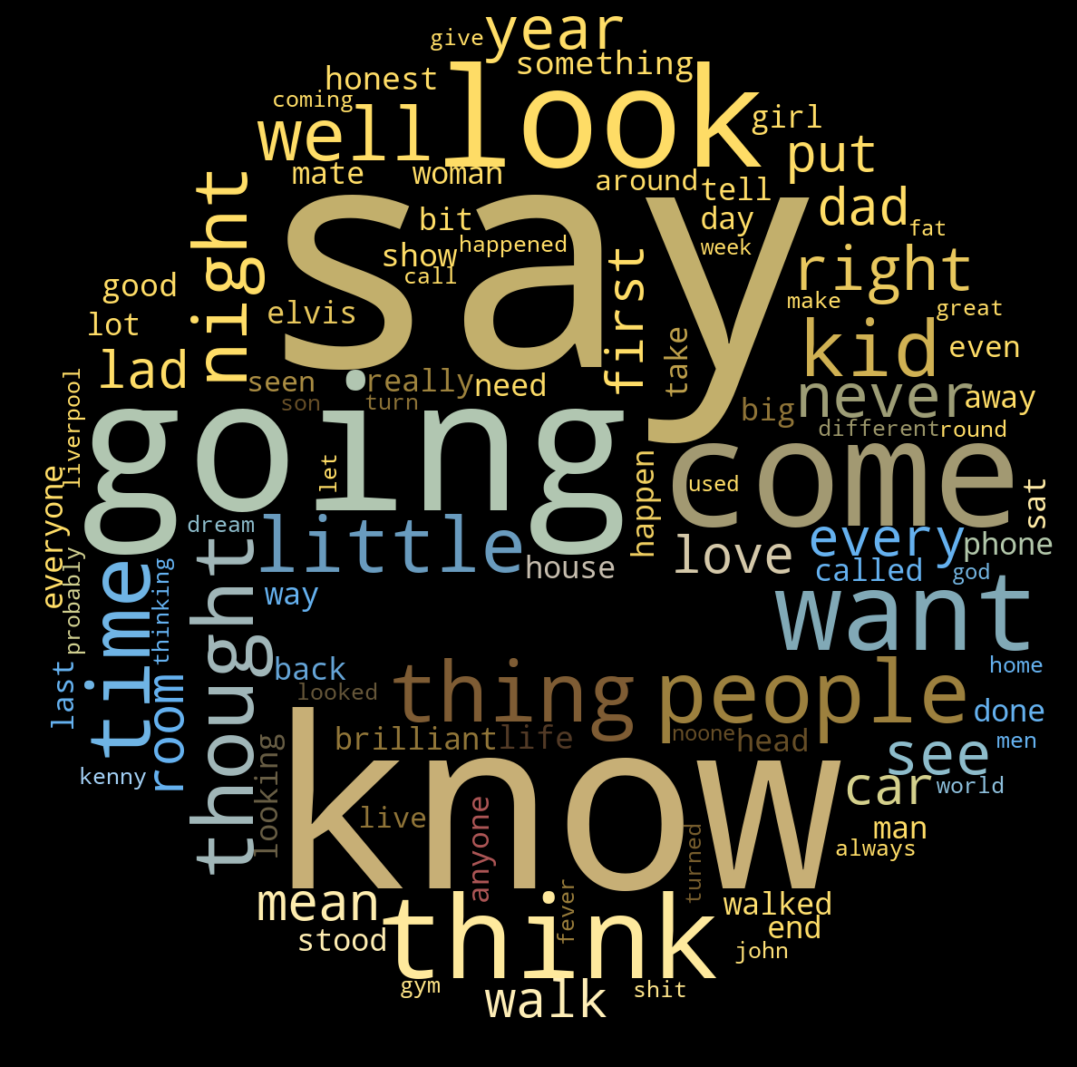 give
year
something
honest
look
coming
girl
well
put
mate
woman
around
tell
night
say
dad
bit
day
fat
show
happened
week
call
first
right
good
make
great
elvis
lot
take
kid
even
lad
seen
really
need
never
away
liverpool
son
turn
big
different
round
going
come
let
happen
used
sat
everyone
dream
little
love
every
phone
thought
house
called
god
probably
time
thinking
way
want
last
room
back
thing
people
home
looked
know
brilliant
life
noone
head
done
men
see
kenny
looking
car
world
live
anyone
turned
man
always
mean
think
fever
walked
stood
end
john
gym
walk
shit